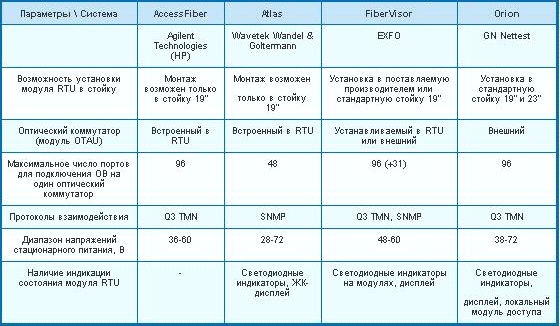 Параметры \ Система AccessFiber Atlas FiberVisor Orion
Agilent Technologies (HP) Wavetek Wandel & Goltermann EXFO GN Nettest
Возможность установки модуля RTU в стойку
Монтаж возможен только в стойку 19"
Монтаж возможен
только в стойку 19"
Установка в поставляемую производителем или стандартную стойку 19"
Установка в стандартную стойку 19" и 23"
Оптический коммутатор (модуль OTAU)
Встроенный в RTU
Встроенный в RTU
Устанавливаемый в RTU или внешний
Внешний
Максимальное число портов для подключения ОВ на один оптический коммутатор
96 48 96 (+31) 96
Протоколы взаимодействия Q3 TMN SNMP Q3 TMN, SNMP Q3 TMN
Диапазон напряжений стационарного питания, В
36-60 28-72 48-60 38-72
Наличие индикации состояния модуля RTU
-
Светодиодные индикаторы, ЖК-дисплей
Светодиодные индикаторы на модулях, дисплей
Светодиодные индикаторы,
дисплей, локальный модуль доступа